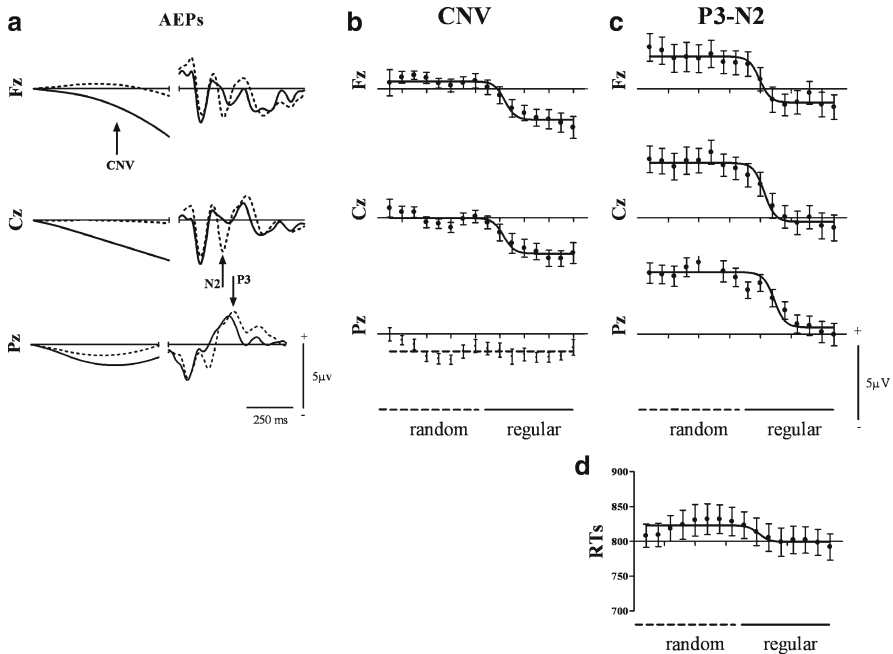 a
AEPs
Fz
CNV
Cz
N2
P3
Pz
+
5μv
-
250 ms
b
CNV
Fz
Cz
Pz
random
regular
c
P3-N2
Fz
Cz
Pz
+
5μV
-
random
regular
d
RTs
900
850
800
750
700
random
regular